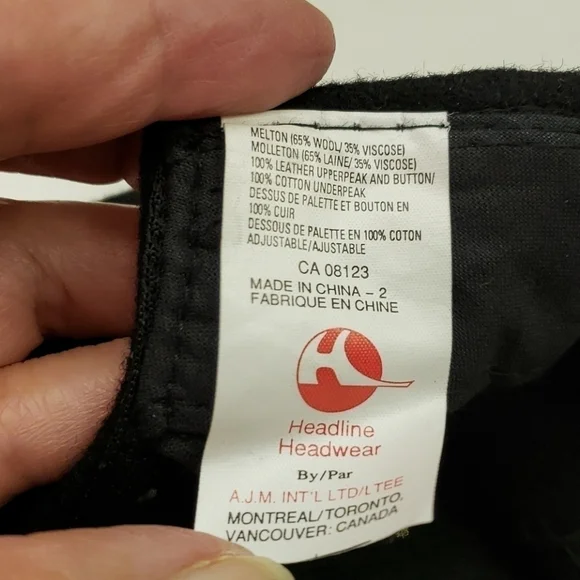 MELTON (65% WOOL/ 35% VISCOSE)
MOLLETON (65% LAINE/ 35% VISCOSE)
100% LEATHER UPPERPEAK AND BUTTON/
100% COTTON UNDERPEAK
DESSUS DE PALETTE ET BOUTON EN
100% CUIR
DESSOUS DE PALETTE EN 100% COTON
ADJUSTABLE/AJUSTABLE
CA 08123
MADE IN CHINA - 2
FABRIQUE EN CHINE
H
Headline
Headwear
By/Par
A.J.M. INT'L LTD/LTEE
MONTREAL/TORONTO,
VANCOUVER: CANADA